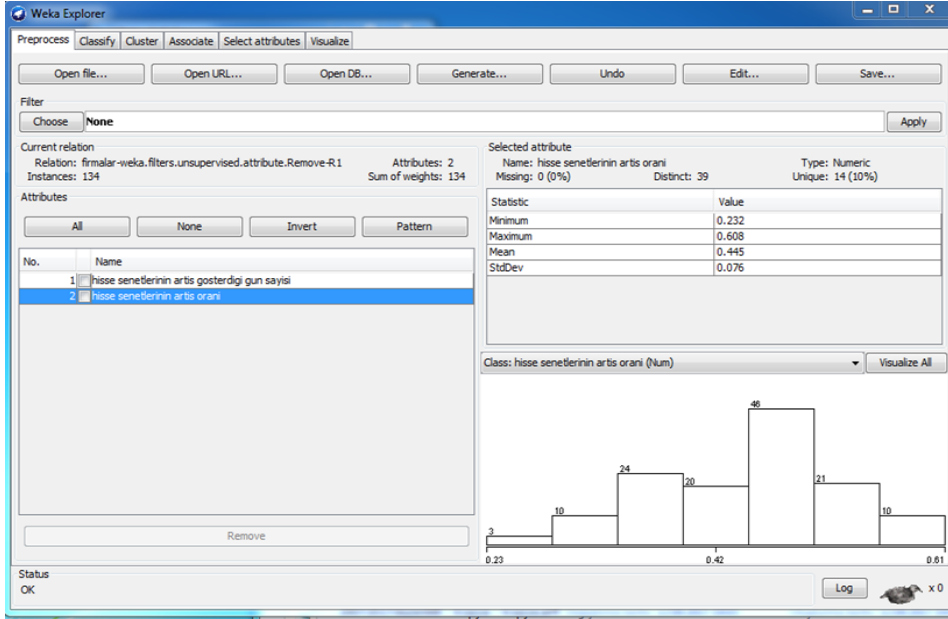 Weka Explorer
Preprocess Classify Cluster Associate Select attributes Visualize
Open file... Open URL... Open DB... Generate... Undo Edit... Save...
Filter
Choose None Apply
Current relation
Relation: firmalar-weka.filters.unsupervised.attribute.Remove-R1 Attributes: 2
Instances: 134 Sum of weights: 134
Attributes
All None Invert Pattern
No. Name
1 hisse senetlerinin artis gosterdigi gun sayisi
2 hisse senetlerinin artis orani
Remove
Selected attribute
Name: hisse senetlerinin artis orani Type: Numeric
Missing: 0 (0%) Distinct: 39 Unique: 14 (10%)
Statistic Value
Minimum 0.232
Maximum 0.608
Mean 0.445
StdDev 0.076
Class: hisse senetlerinin artis orani (Num) Visualize All
3 10 24 20 46 21 10
0.23 0.42 0.61
Status
OK Log x 0